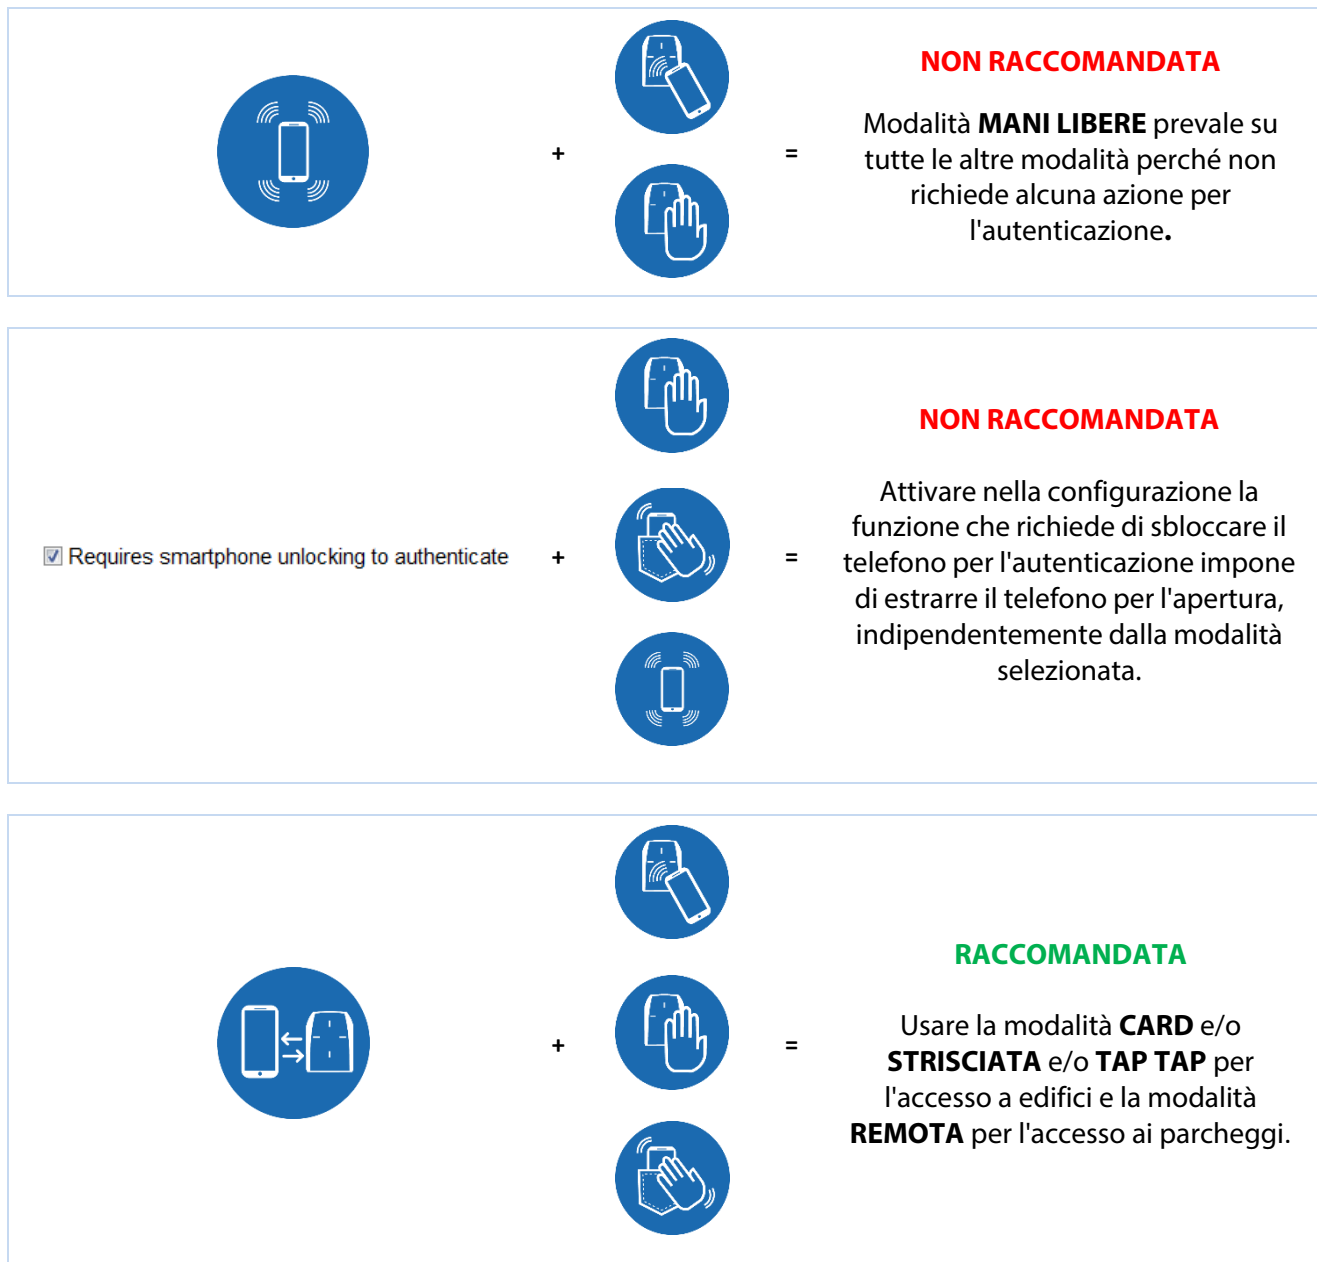 +
=
NON RACCOMANDATA
Modalità MANI LIBERE prevale su
tutte le altre modalità perché non
richiede alcuna azione per
l'autenticazione.
Requires smartphone unlocking to authenticate
+
=
NON RACCOMANDATA
Attivare nella configurazione la
funzione che richiede di sbloccare il
telefono per l'autenticazione impone
di estrarre il telefono per l'apertura,
indipendentemente dalla modalità
selezionata.
+
=
RACCOMANDATA
Usare la modalità CARD e/o
STRISCIATA e/o TAP TAP per
l'accesso a edifici e la modalità
REMOTA per l'accesso ai parcheggi.